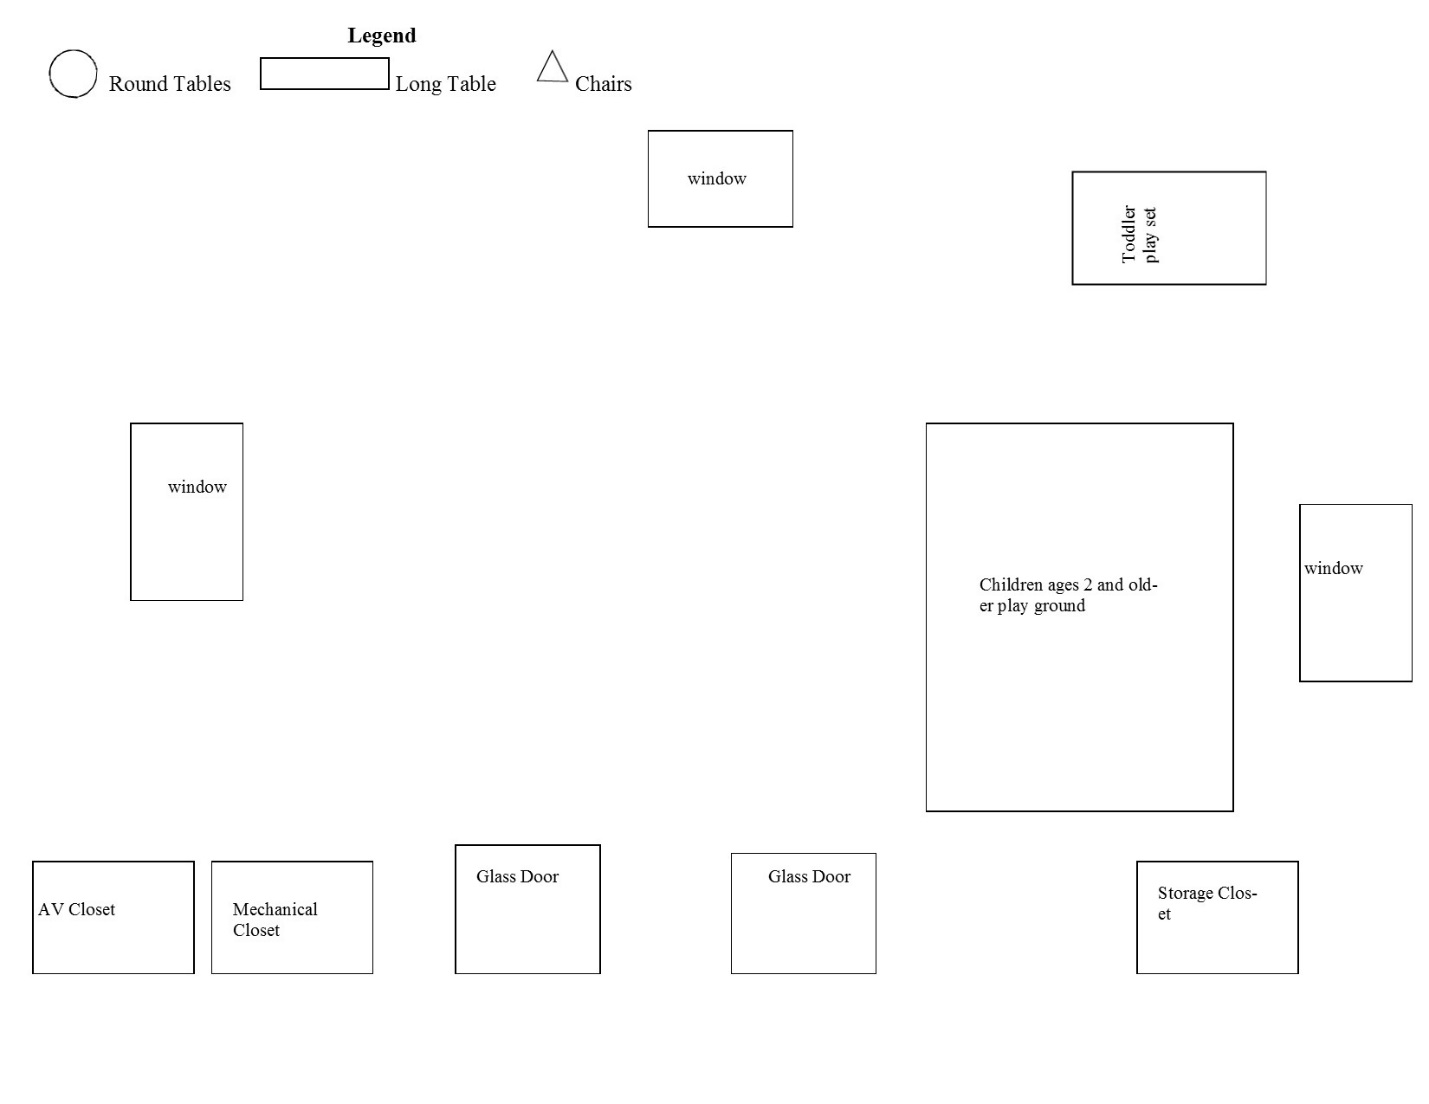 Legend
Round Tables
Long Table
Chairs
window
Toddler
play set
window
Children ages 2 and old-
er play ground
window
Glass Door
Glass Door
AV Closet
Mechanical
Closet
Storage Clos-
et